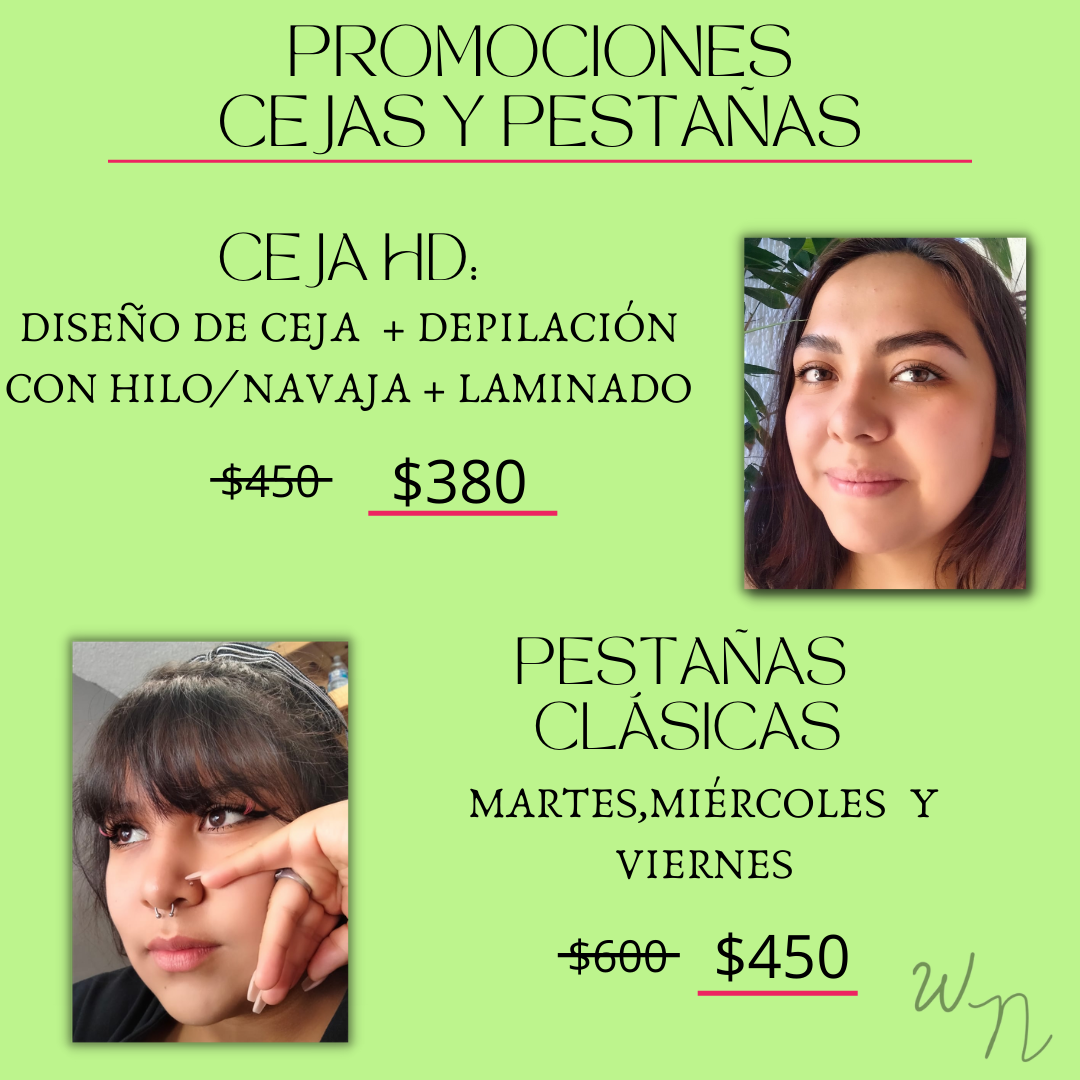 PROMOCIONES
CEJAS Y PESTAÑAS
CEJA HD:
DISEÑO DE CEJA + DEPILACIÓN
CON HILO/NAVAJA + LAMINADO
$450 $380
PESTAÑAS
CLÁSICAS
MARTES,MIÉRCOLES Y
VIERNES
$600 $450
WN